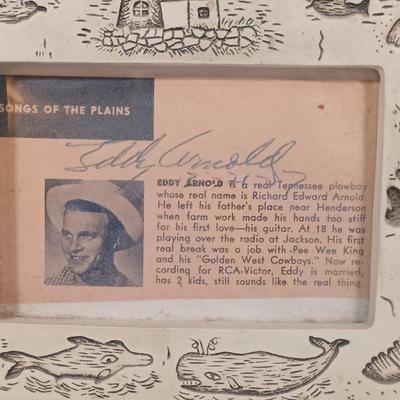 SONGS OF THE PLAINS
Eddy Arnold
EDDY ARNOLD is a real Tennessee plowboy
whose real name is Richard Edward Arnold.
He left his father's place near Henderson
when farm work made his hands too stiff
for his first love—his guitar. At 18 he was
playing over the radio at Jackson. His first
real break was a job with Pee Wee King
and his "Golden West Cowboys." Now re-
cording for RCA-Victor, Eddy is married,
has 2 kids, still sounds like the real thing.